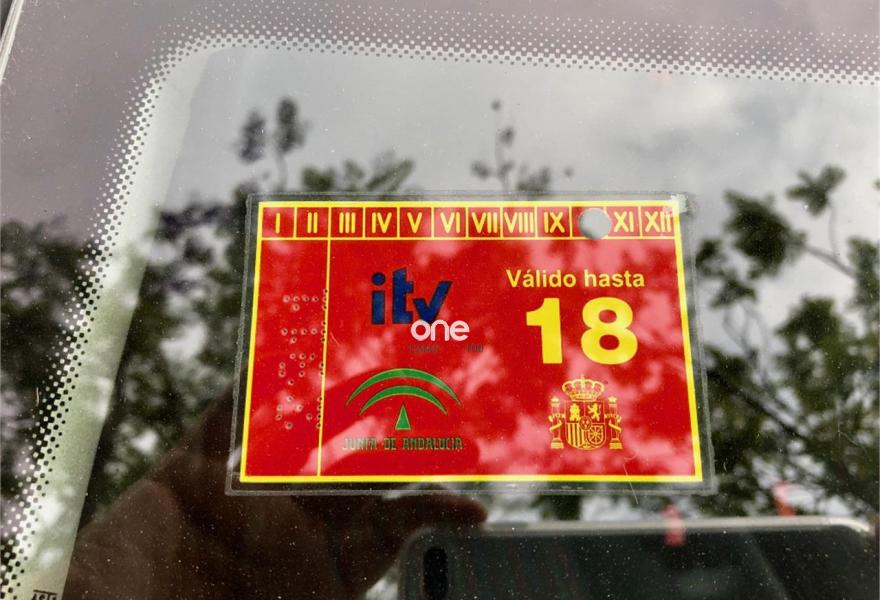 I II III IV V VI VII VIII IX XI XII
Válido hasta
itv
18
one
JUNTA DE ANDALUCIA